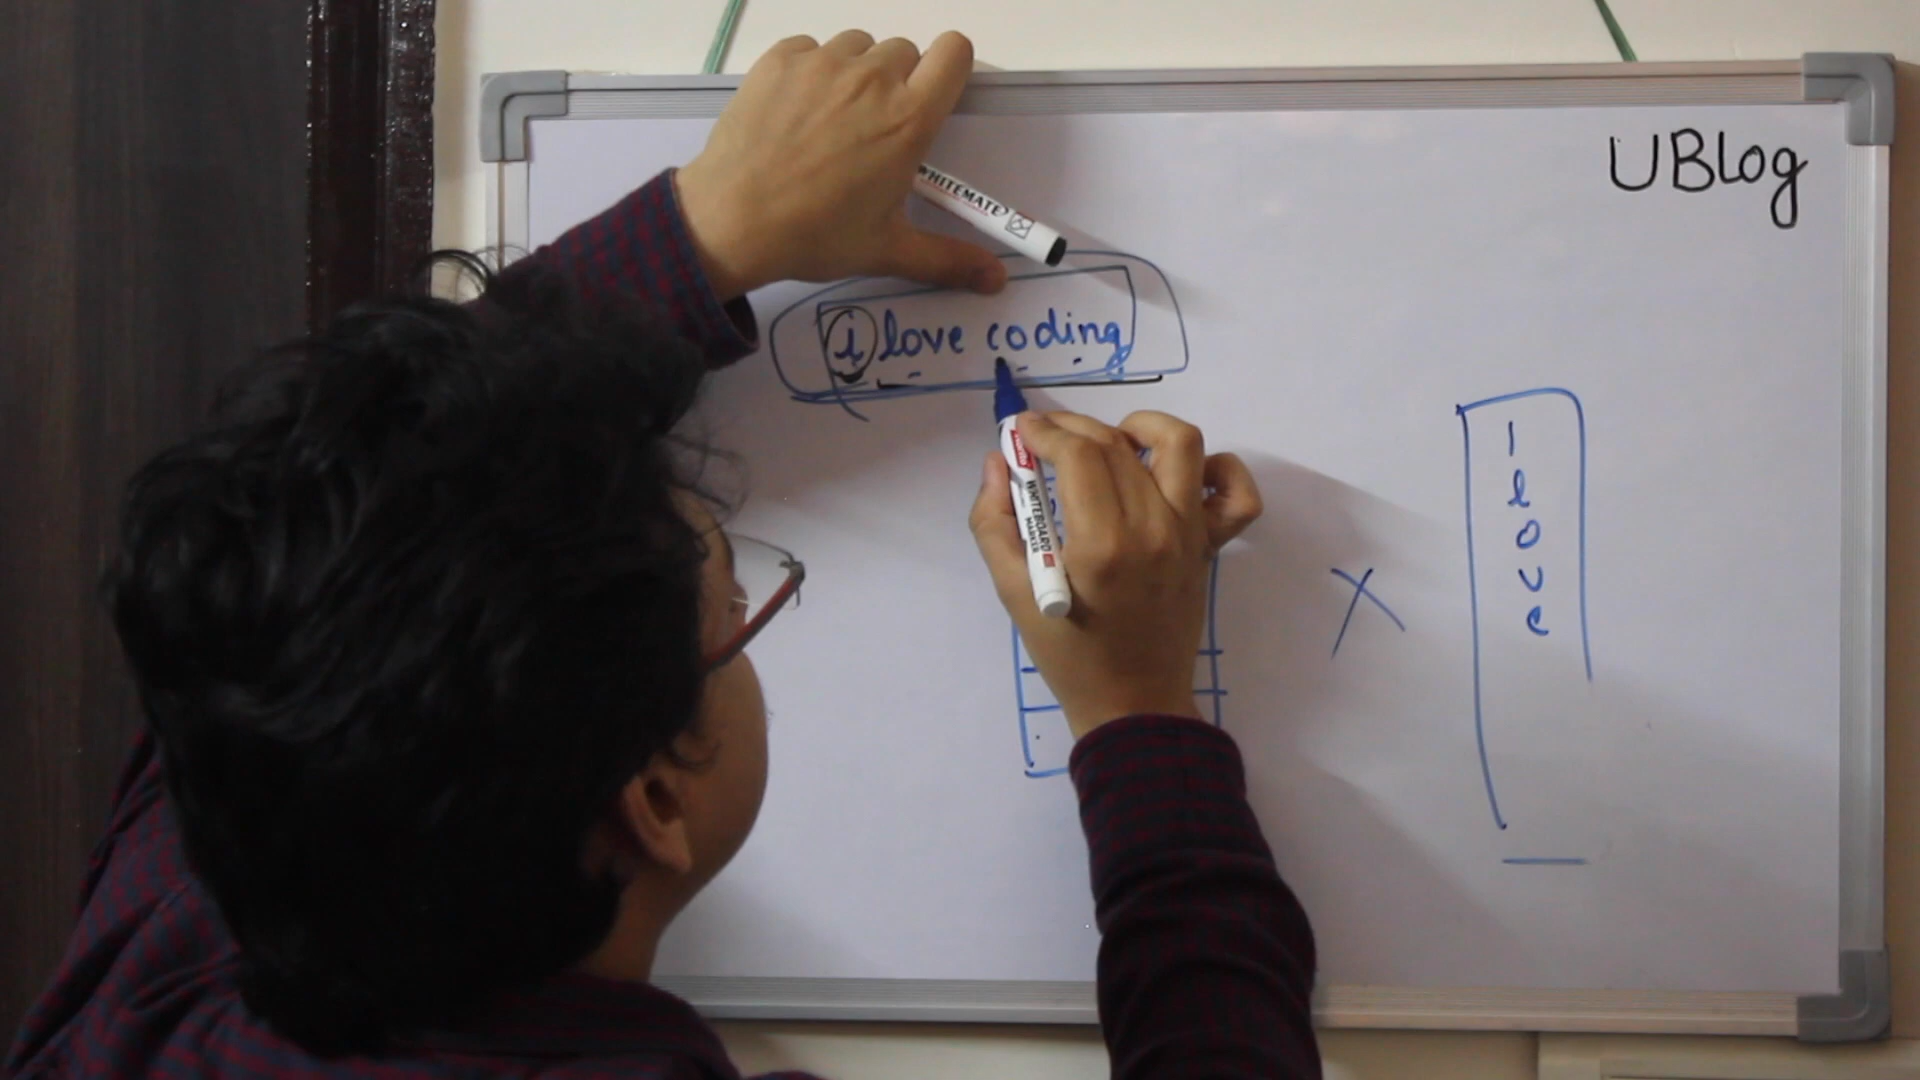 UBlog
WHITEMATE
i love coding
WHITEBOARD
MARKER
l
o
v
e